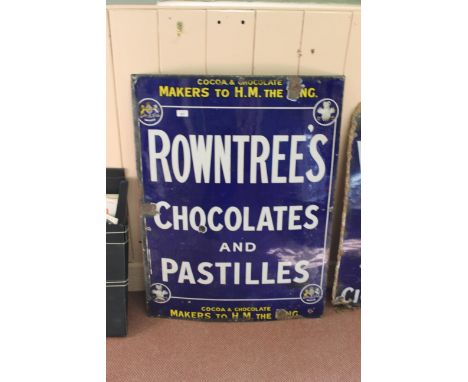 COCOA & CHOCOLATE
MAKERS TO H.M. THE
ROWNTREE'S
CHOCOLATES
AND
PASTILLES
COCOA & CHOCOLATE
MAKERS TO H.M. THE